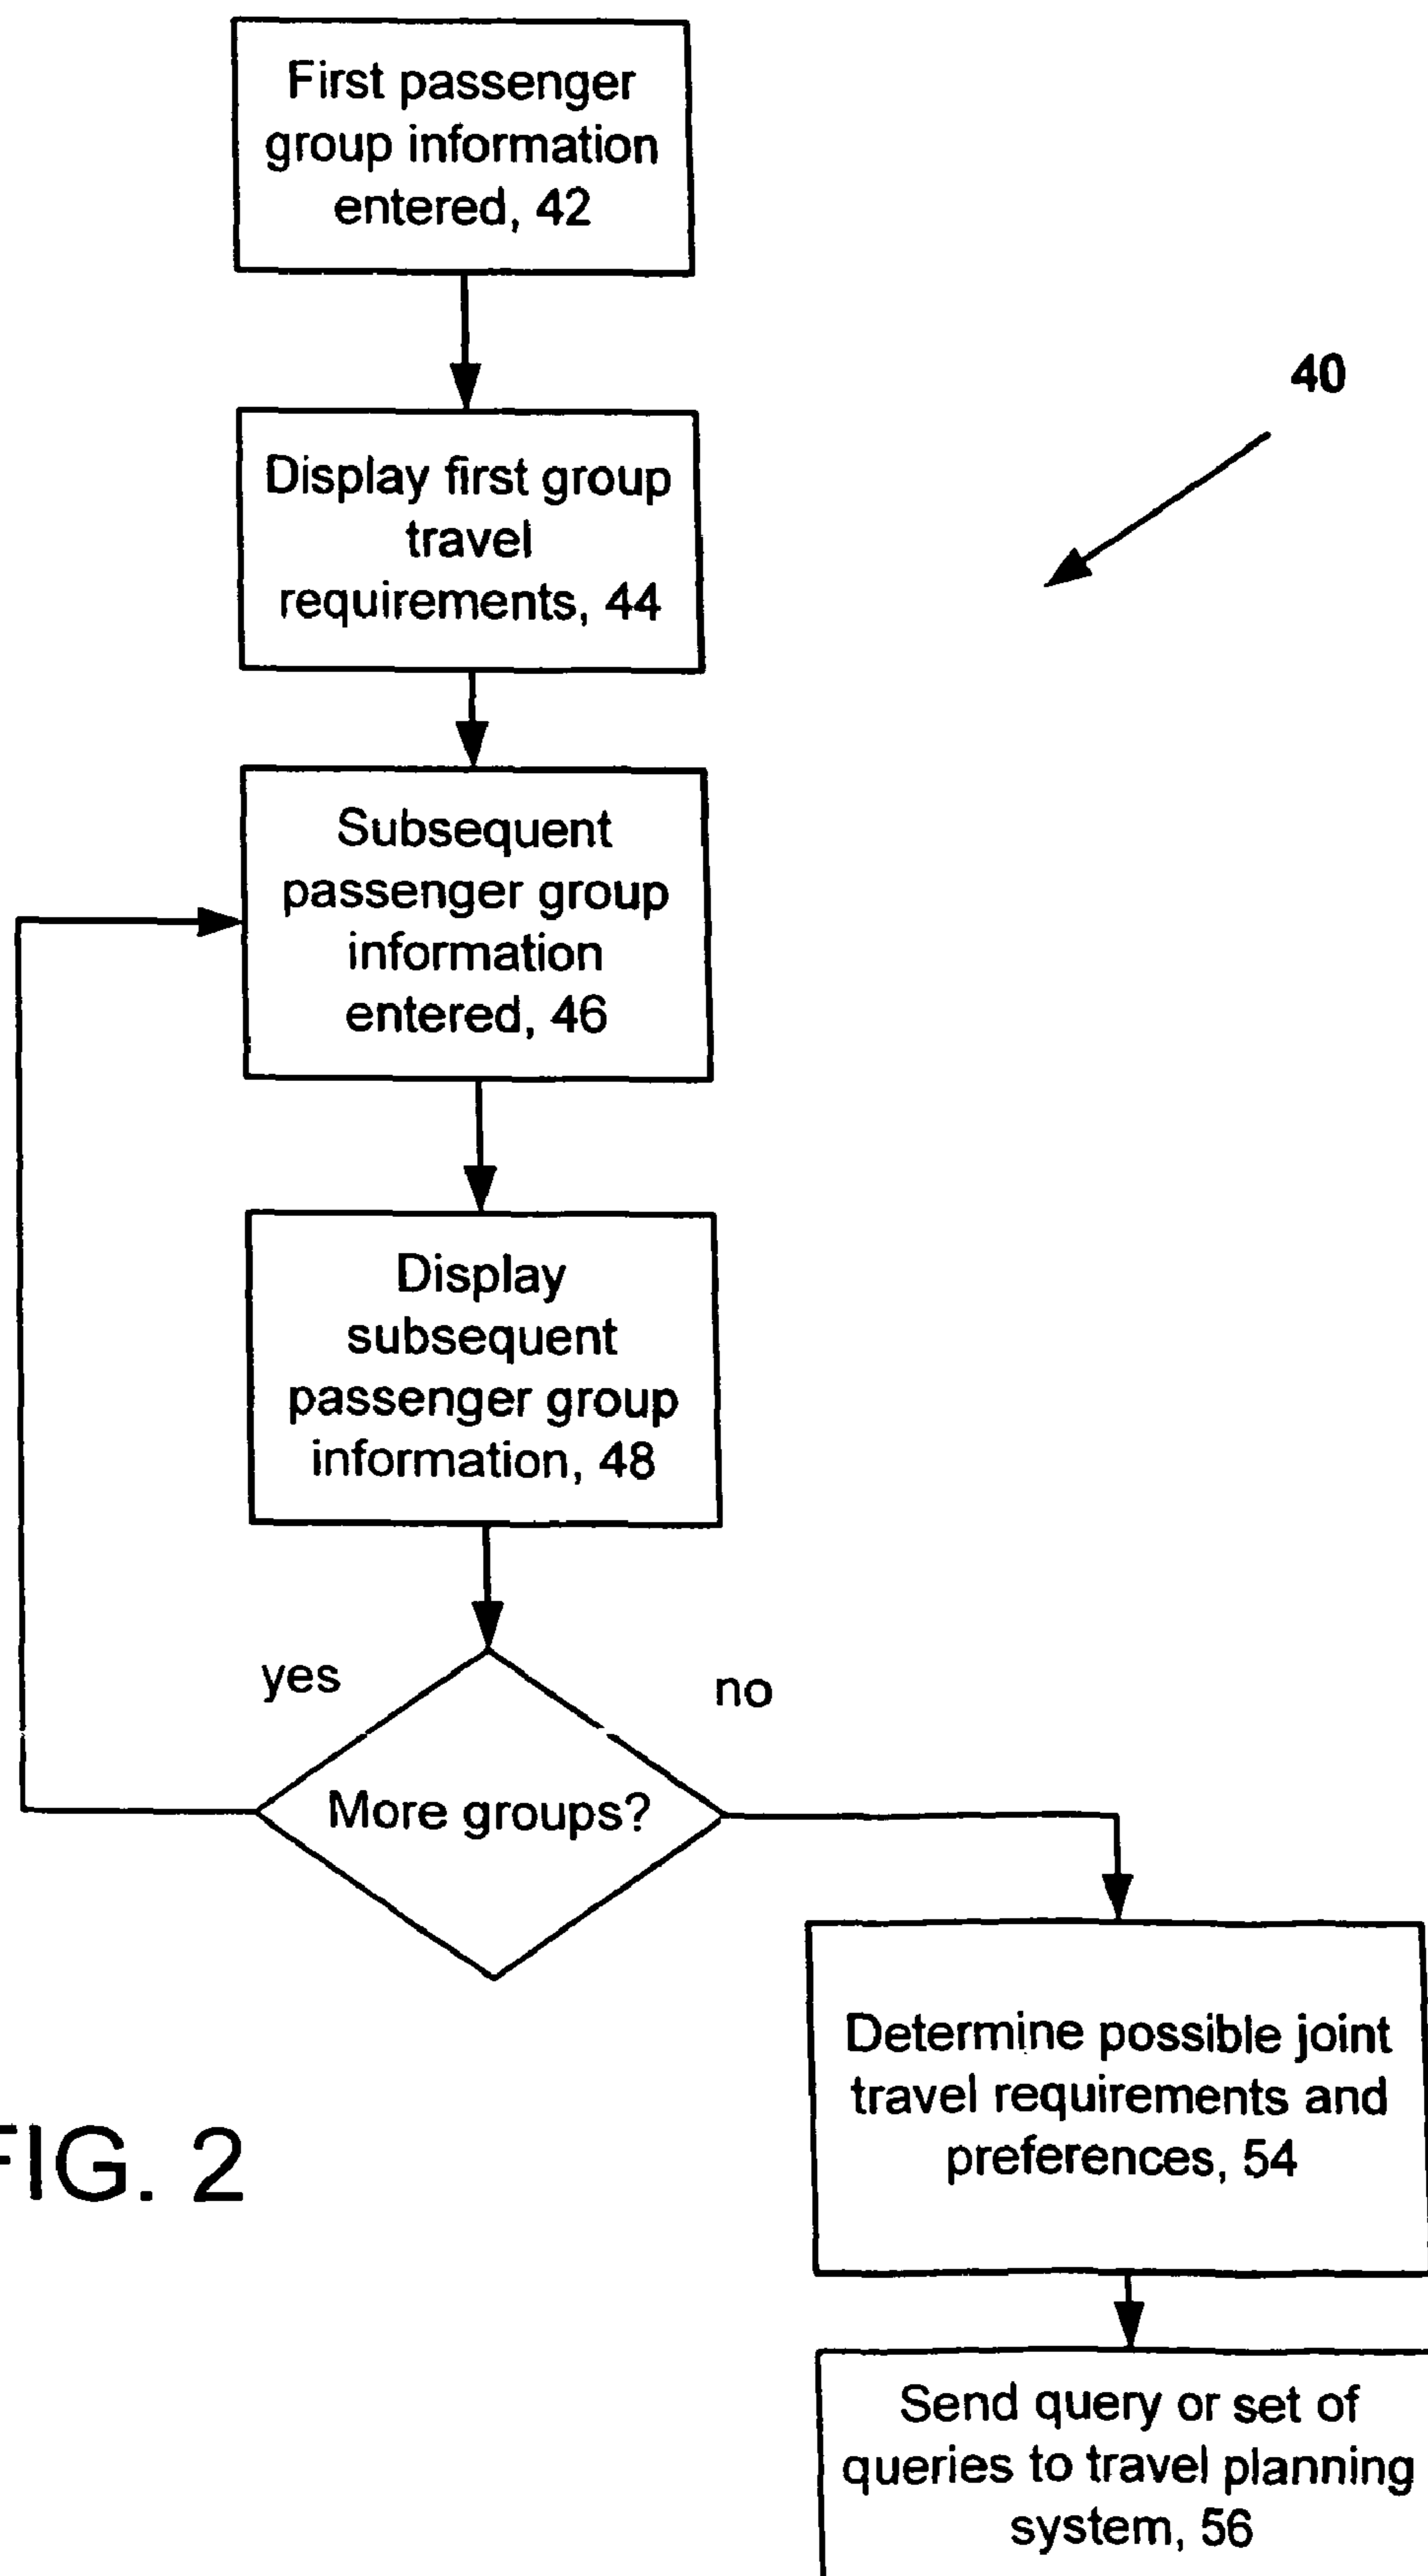 First passenger
group information
entered, 42
40
Display first group
travel
requirements, 44
Subsequent
passenger group
information
entered, 46
Display
subsequent
passenger group
information, 48
yes
no
More groups?
Determine possible joint
travel requirements and
preferences, 54
FIG. 2
Send query or set of
queries to travel planning
system, 56